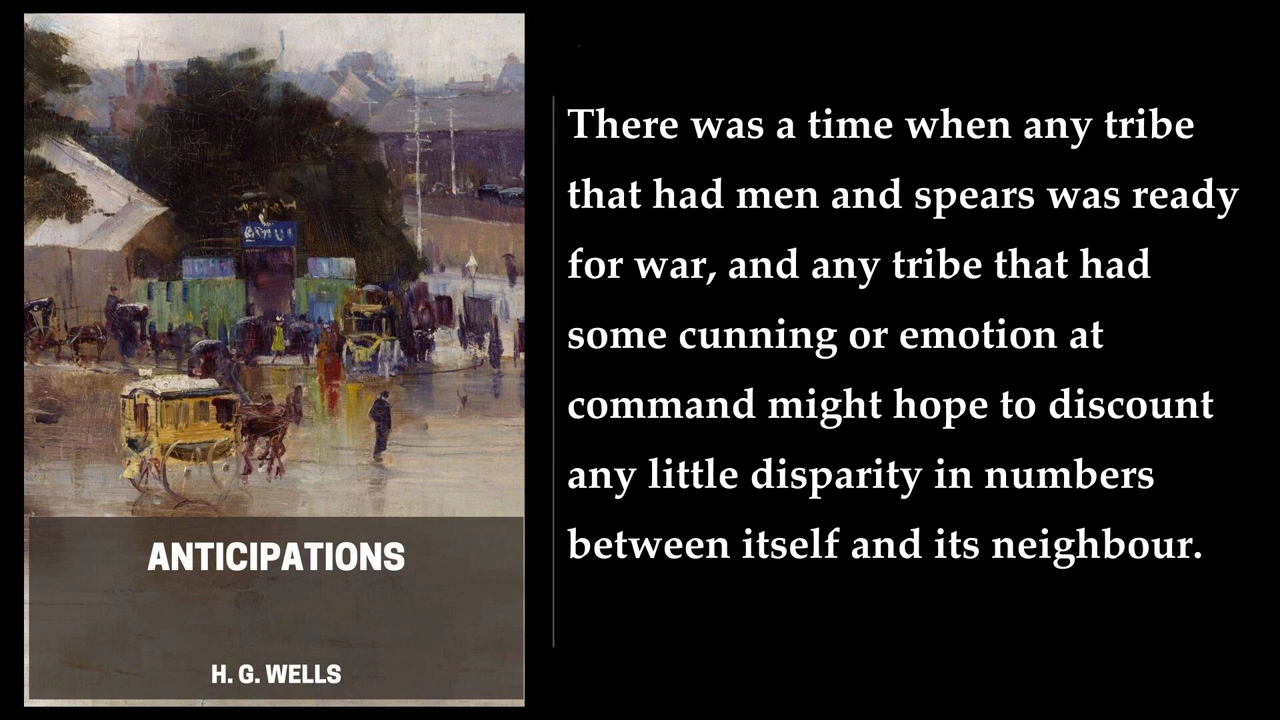 ANTICIPATIONS
H. G. WELLS
There was a time when any tribe
that had men and spears was ready
for war, and any tribe that had
some cunning or emotion at
command might hope to discount
any little disparity in numbers
between itself and its neighbour.